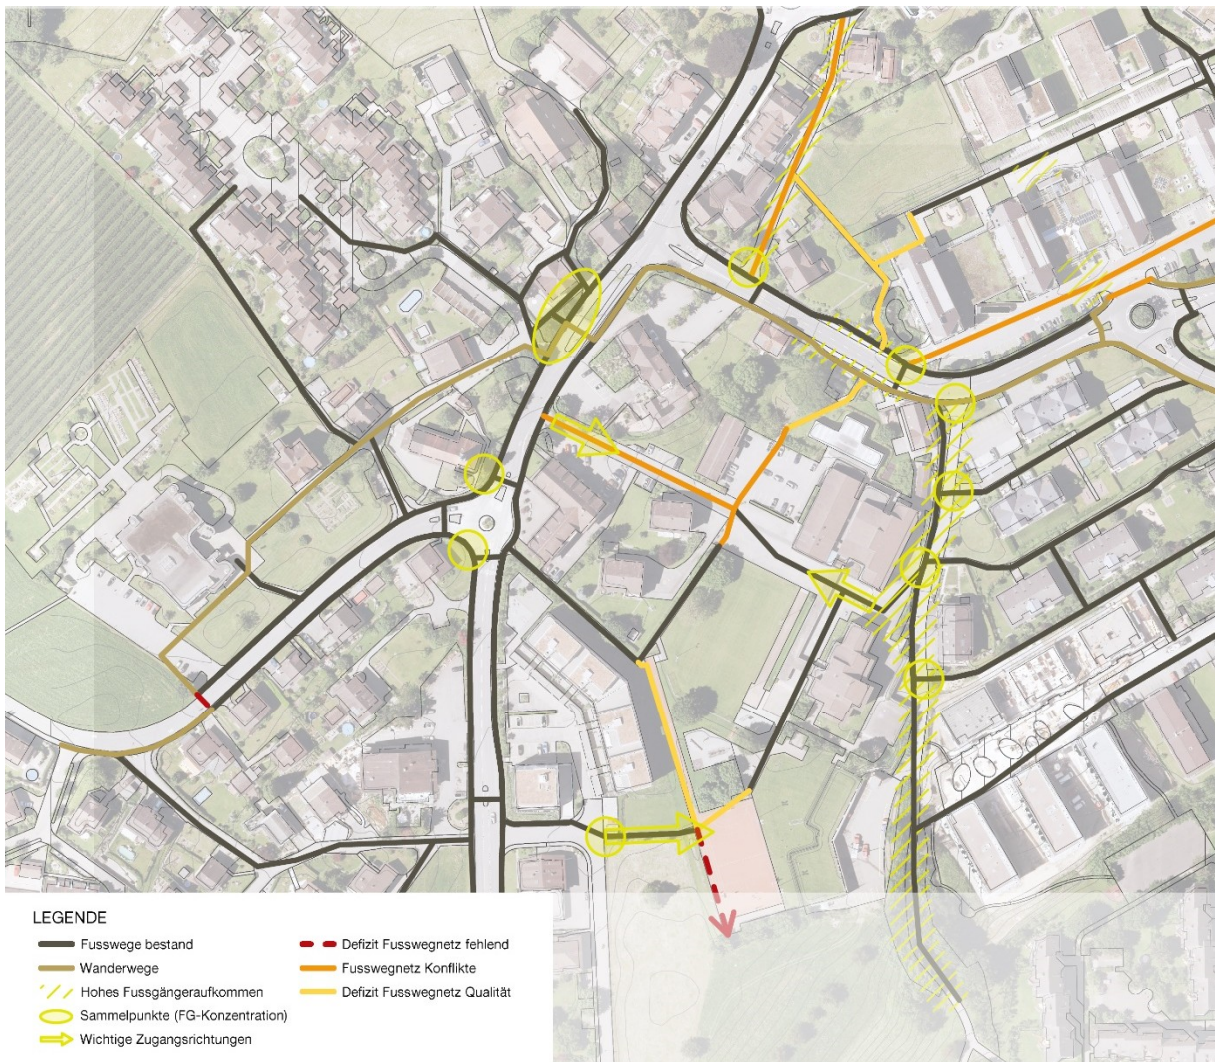 LEGENDE
Fusswege bestand
Wanderwege
Hohes Fussgängeraufkommen
Sammelpunkte (FG-Konzentration)
Wichtige Zugangsrichtungen
Defizit Fusswegnetz fehlend
Fusswegnetz Konflikte
Defizit Fusswegnetz Qualität